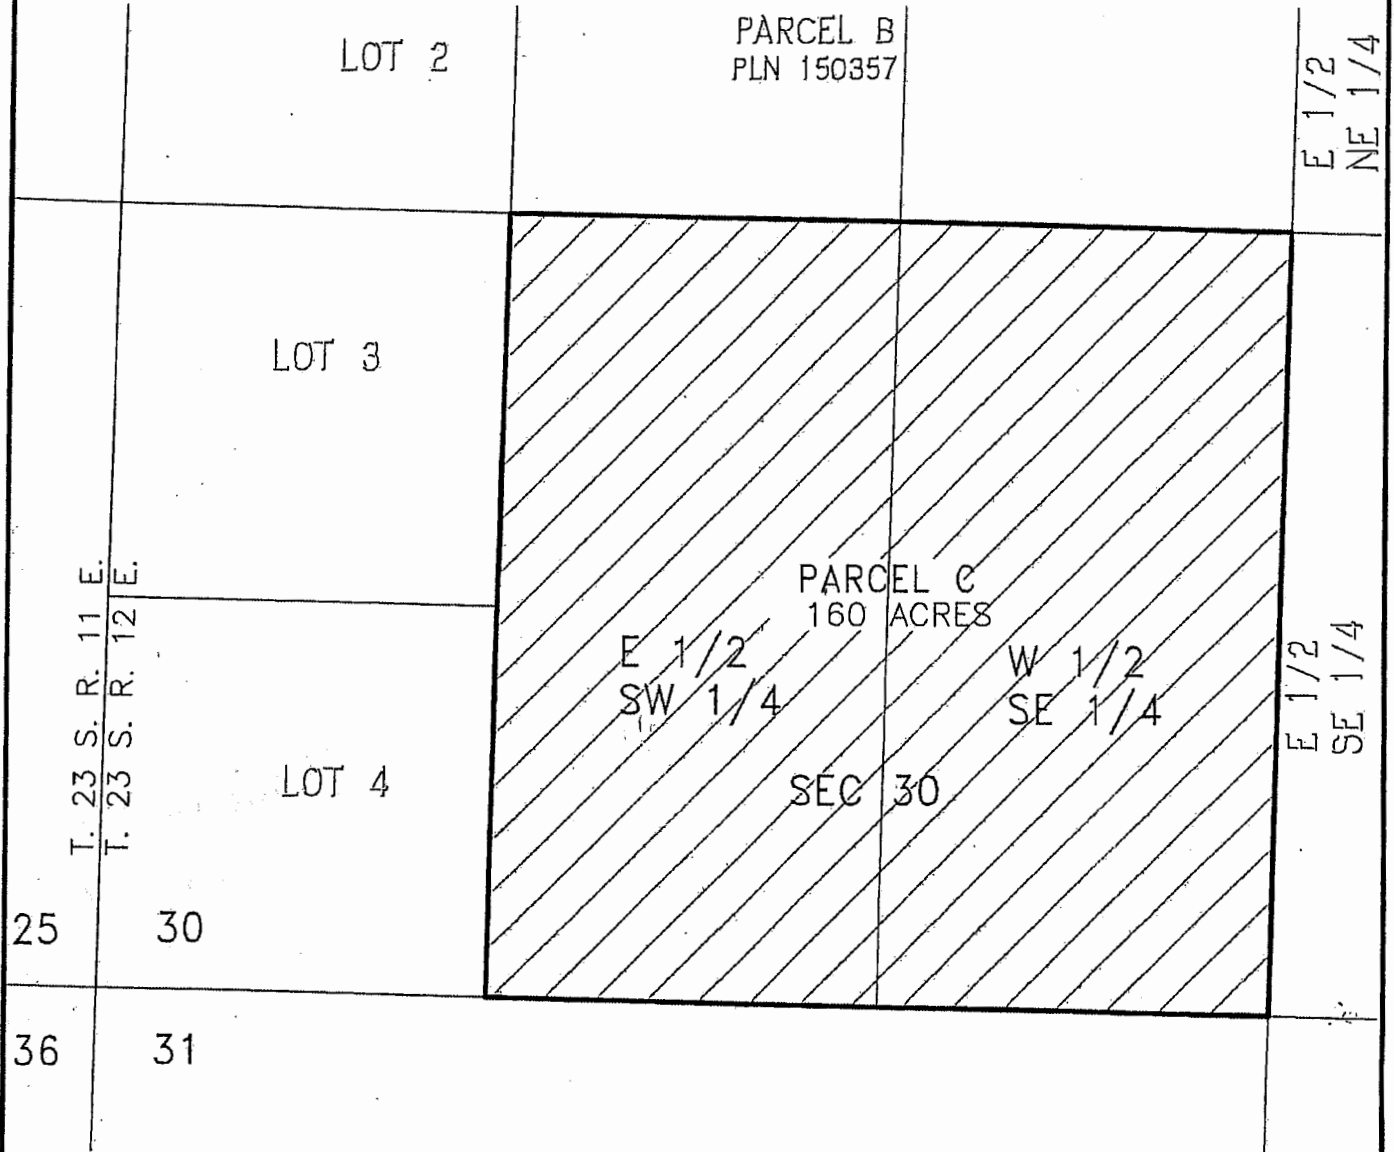 LOT 2
PARCEL B
PLN 150357
E 1/2
NE 1/4
LOT 3
PARCEL C
160 ACRES
E 1/2
SW 1/4
W 1/2
SE 1/4
SEC 30
E 1/2
SE 1/4
T. 23 S. R. 11 E.
T. 23 S. R. 12 E.
LOT 4
25
30
36
31